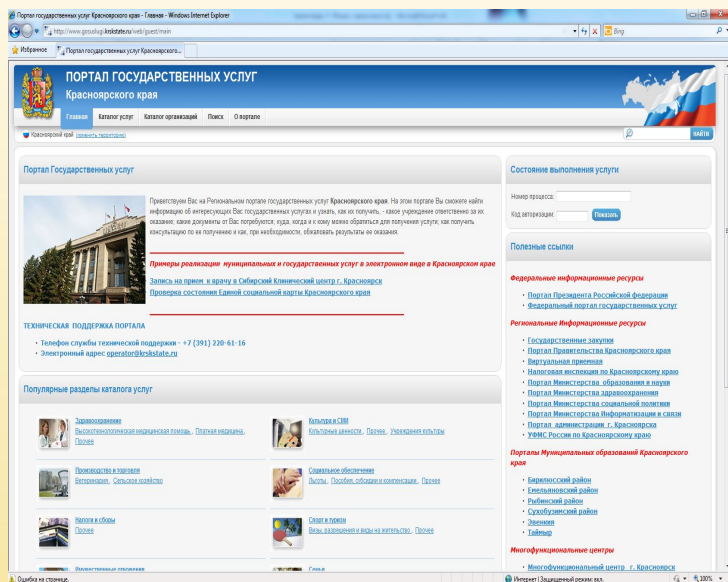 Портал государственных услуг Красноярского края - Главная - Windows Internet Explorer
http://www.gosuslugi.krskstate.ru/web/guest/main
Bing
Избранное
Портал государственных услуг Красноярского...
ПОРТАЛ ГОСУДАРСТВЕННЫХ УСЛУГ
Красноярского края
Главная Каталог услуг Каталог организаций Поиск О портале
Красноярский край (изменить территорию)
НАЙТИ
Портал Государственных услуг
Приветствуем Вас на Региональном портале государственных услуг Красноярского края. На этом портале Вы сможете найти
информацию об интересующих Вас государственных услугах и узнать, как их получить, - какое учреждение ответственно за их
оказание; какие документы от Вас потребуются; куда, когда и к кому можно обратиться для получения услуги; как получить
консультацию по ее получению и как, при необходимости, обжаловать результаты ее оказания.
Примеры реализации муниципальных и государственных услуг в электронном виде в Красноярском крае
Запись на прием к врачу в Сибирский Клинический центр г. Красноярск
Проверка состояния Единой социальной карты Красноярского края
ТЕХНИЧЕСКАЯ ПОДДЕРЖКА ПОРТАЛА
• Телефон службы технической поддержки - +7 (391) 220-61-16
• Электронный адрес operator@krskstate.ru
Популярные разделы каталога услуг
Здравоохранение
Высокотехнологическая медицинская помощь, Платная медицина,
Прочее
Культура и СМИ
Культурные ценности, Прочее, Учреждения культуры
Производство и торговля
Ветеринария, Сельское хозяйство
Социальное обеспечение
Льготы, Пособия, субсидии и компенсации, Прочее
Налоги и сборы
Прочее
Спорт и туризм
Визы, разрешения и виды на жительство, Прочее
Имущественные отношения
Семья
Состояние выполнения услуги
Номер процесса:
Код авторизации:
Показать
Полезные ссылки
Федеральные информационные ресурсы
• Портал Президента Российской федерации
• Федеральный портал государственных услуг
Региональные Информационные ресурсы
• Государственные закупки
• Портал Правительства Красноярского края
• Виртуальная приемная
• Налоговая инспекция по Красноярскому краю
• Портал Министерства образования и науки
• Портал Министерства здравоохранения
• Портал Министерства социальной политики
• Портал Министерства Информатизации и связи
• Портал администрации г. Красноярска
• УФМС России по Красноярскому краю
Порталы Муниципальных образований Красноярского
края
• Бирилюсский район
• Емельяновский район
• Рыбинский район
• Сухобузимский район
• Эвенкия
• Таймыр
Многофункциональные центры
• Многофункциональный центр г. Красноярск
Ошибка на странице.
Интернет | Защищенный режим: вкл.
100%